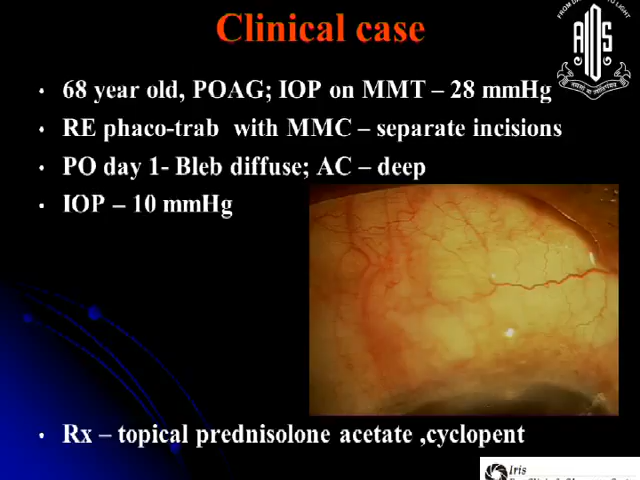 Clinical case
68 year old, POAG; IOP on MMT – 28 mmHg
RE phaco-trab with MMC – separate incisions
PO day 1- Bleb diffuse; AC – deep
IOP – 10 mmHg
Rx – topical prednisolone acetate ,cyclopent
Iris